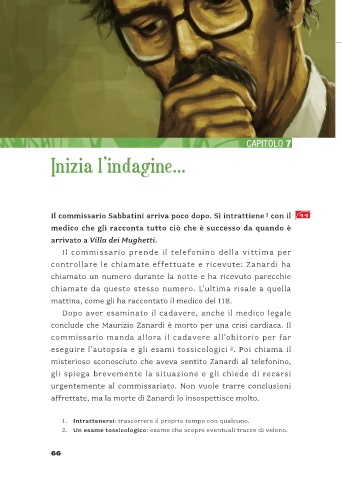 CAPITOLO 7
Inizia l'indagine...
Il commissario Sabbatini arriva poco dopo. Si intrattiene 1 con il
medico che gli racconta tutto ciò che è successo da quando è
arrivato a Villa dei Mughetti.
Il commissario prende il telefonino della vittima per
controllare le chiamate effettuate e ricevute: Zanardi ha
chiamato un numero durante la notte e ha ricevuto parecchie
chiamate da questo stesso numero. L'ultima risale a quella
mattina, come gli ha raccontato il medico del 118.
Dopo aver esaminato il cadavere, anche il medico legale
conclude che Maurizio Zanardi è morto per una crisi cardiaca. Il
commissario manda allora il cadavere all'obitorio per far
eseguire l'autopsia e gli esami tossicologici 2. Poi chiama il
misterioso sconosciuto che aveva sentito Zanardi al telefonino,
gli spiega brevemente la situazione e gli chiede di recarsi
urgentemente al commissariato. Non vuole trarre conclusioni
affrettate, ma la morte di Zanardi lo insospettisce molto.
1. Intrattenersi: trascorrere il proprio tempo con qualcuno.
2. Un esame tossicologico: esame che scopre eventuali tracce di veleno.
66